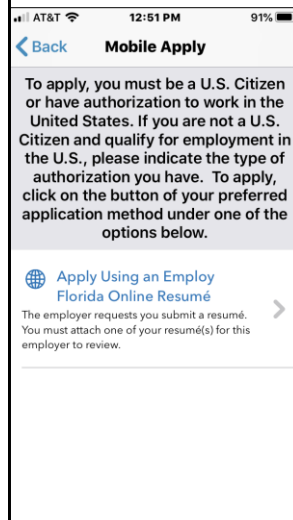 AT&T 12:51 PM 91%
Back Mobile Apply
To apply, you must be a U.S. Citizen
or have authorization to work in the
United States. If you are not a U.S.
Citizen and qualify for employment in
the U.S., please indicate the type of
authorization you have. To apply,
click on the button of your preferred
application method under one of the
options below.
Apply Using an Employ
Florida Online Resumé
The employer requests you submit a resumé.
You must attach one of your resumé(s) for this
employer to review.